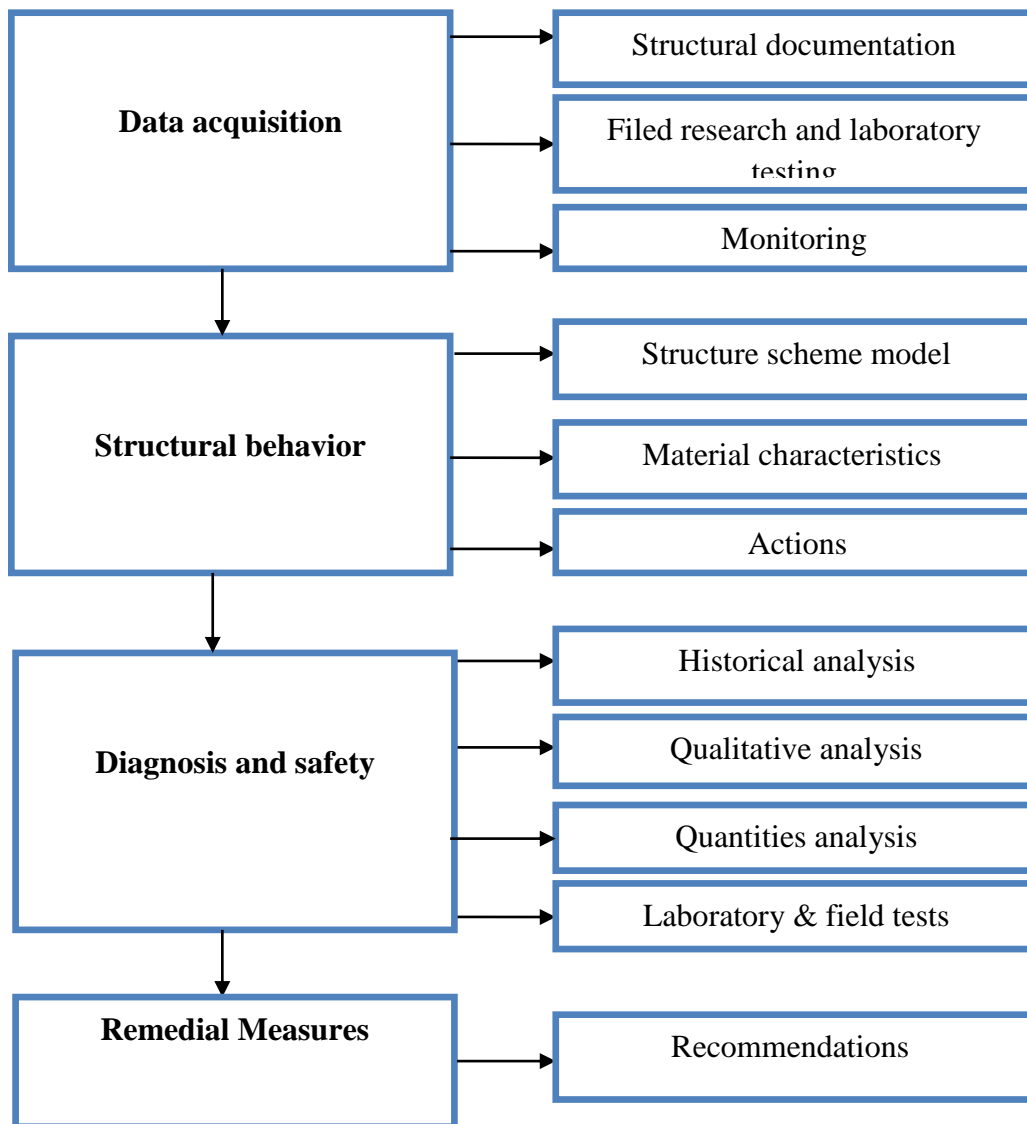 Data acquisition
Structural documentation
Filed research and laboratory
testing
Monitoring
Structural behavior
Structure scheme model
Material characteristics
Actions
Diagnosis and safety
Historical analysis
Qualitative analysis
Quantities analysis
Laboratory & field tests
Remedial Measures
Recommendations